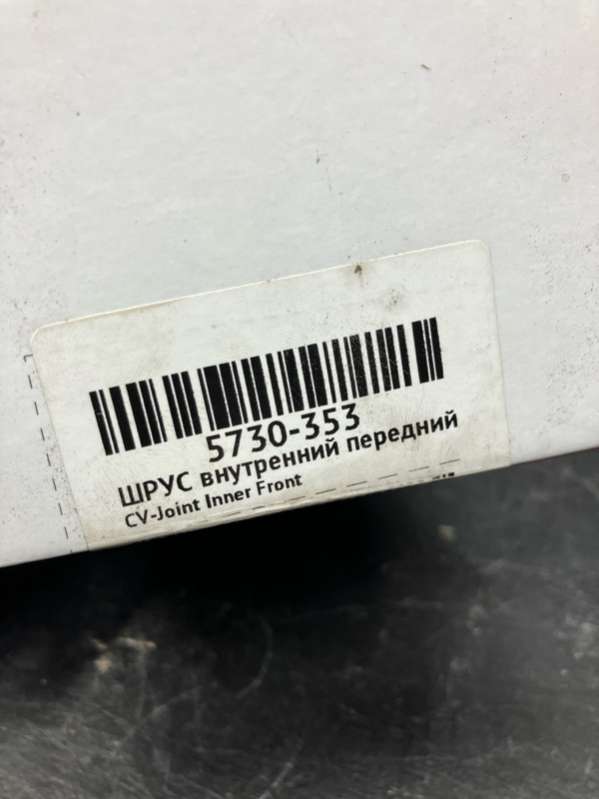 5730-353
ШРУС внутренний передний
CV-Joint Inner Front